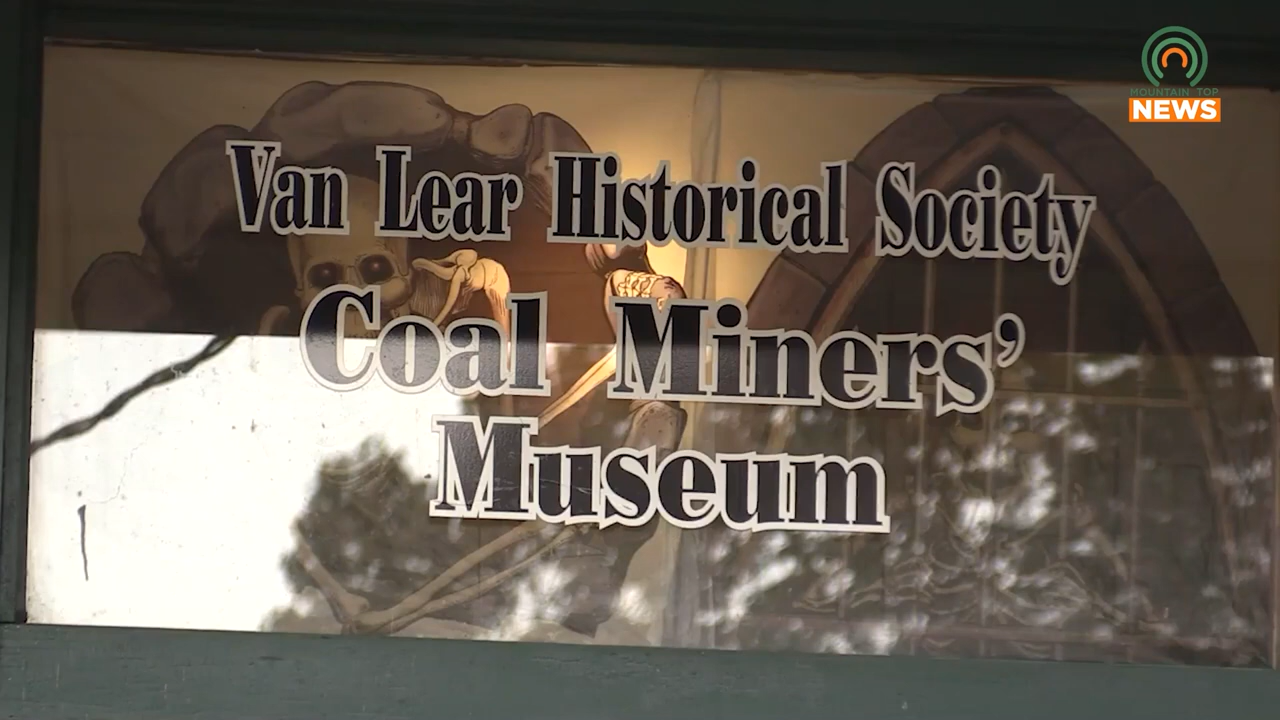 MOUNTAIN TOP
NEWS
Van Lear Historical Society
Coal Miners'
Museum